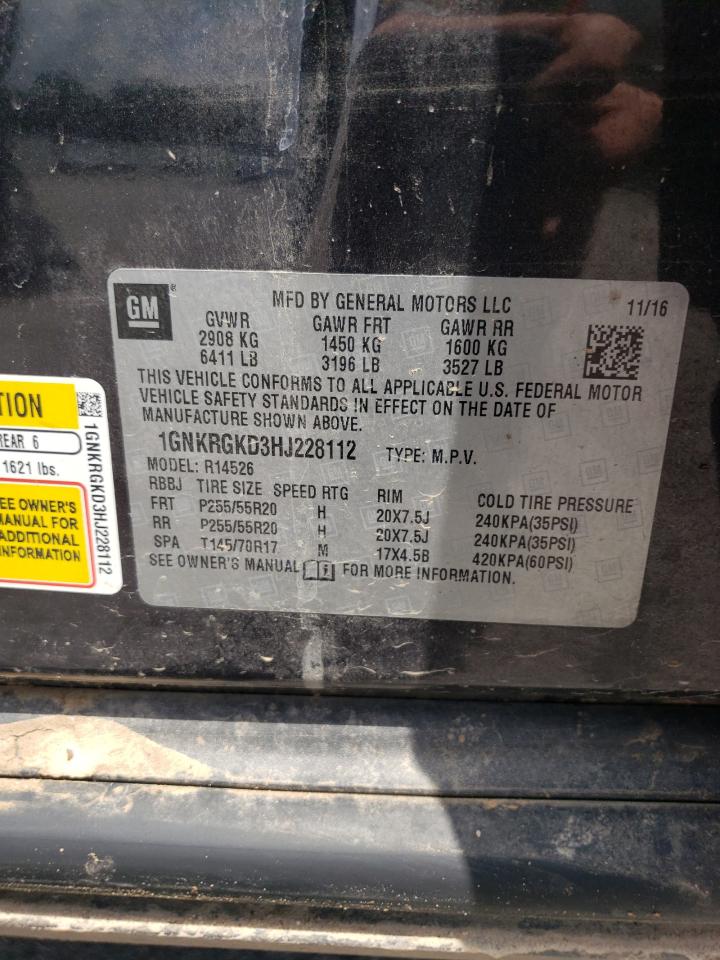 GM ®
MFD BY GENERAL MOTORS LLC 11/16
GVWR GAWR FRT GAWR RR
2908 KG 1450 KG 1600 KG
6411 LB 3196 LB 3527 LB
THIS VEHICLE CONFORMS TO ALL APPLICABLE U.S. FEDERAL MOTOR
VEHICLE SAFETY STANDARDS IN EFFECT ON THE DATE OF
MANUFACTURE SHOWN ABOVE.
1GNKRGKD3HJ228112 TYPE: M.P.V.
MODEL: R14526
RBBJ TIRE SIZE SPEED RTG RIM COLD TIRE PRESSURE
FRT P255/55R20 H 20X7.5J 240KPA(35PSI)
RR P255/55R20 H 20X7.5J 240KPA(35PSI)
SPA T145/70R17 M 17X4.5B 420KPA(60PSI)
SEE OWNER'S MANUAL FOR MORE INFORMATION.
REAR 6
1621 lbs.
SEE OWNER'S
MANUAL FOR
ADDITIONAL
INFORMATION
1GNKRGKD3HJ228112